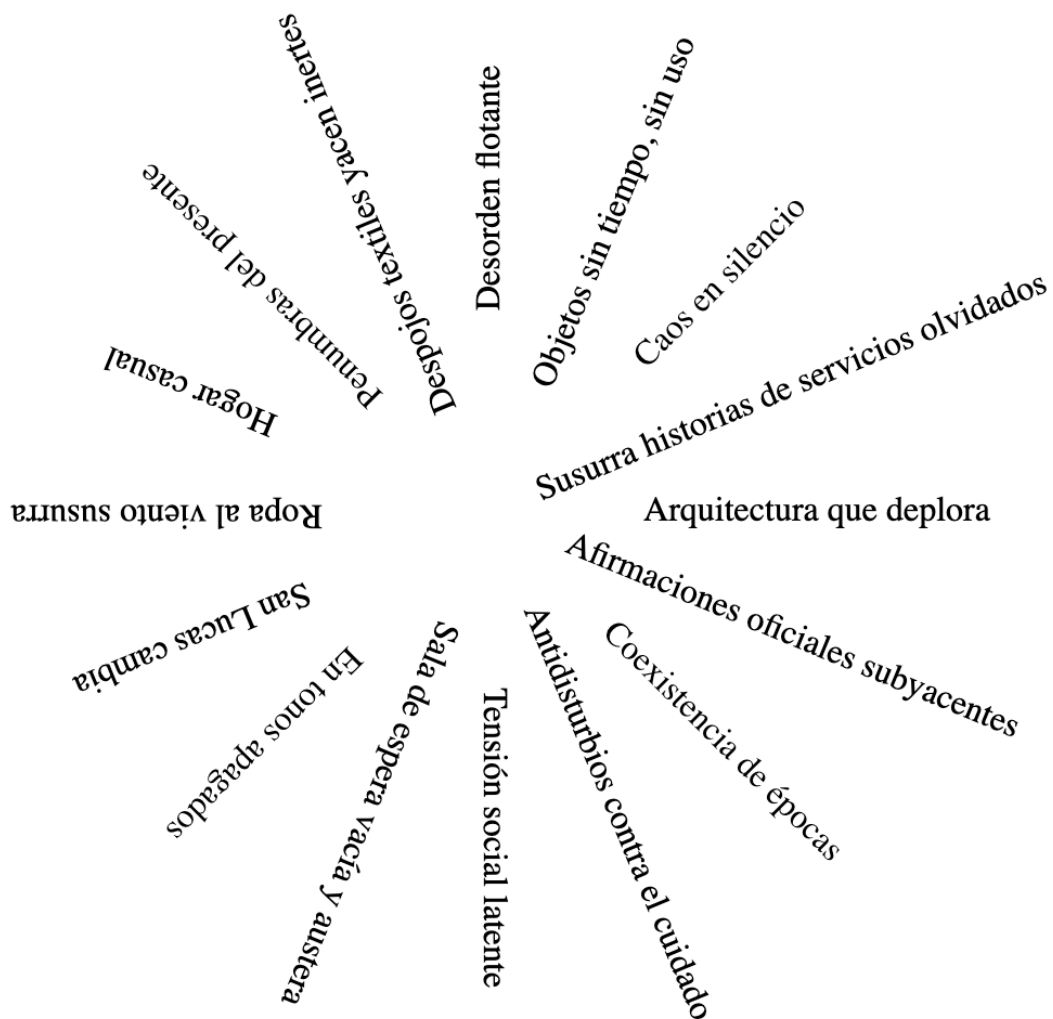 Desorden flotante
Objetos sin tiempo, sin uso
Caos en silencio
Susurra historias de servicios olvidados
Arquitectura que deplora
Afirmaciones oficiales subyacentes
Coexistencia de épocas
Antidisturbios contra el cuidado
Tensión social latente
Sala de espera vacía y austera
En tonos apagados
San Lucas cambia
Ropa al viento susurra
Hogar casual
Penumbras del presente
Despojos textiles yacen inertes